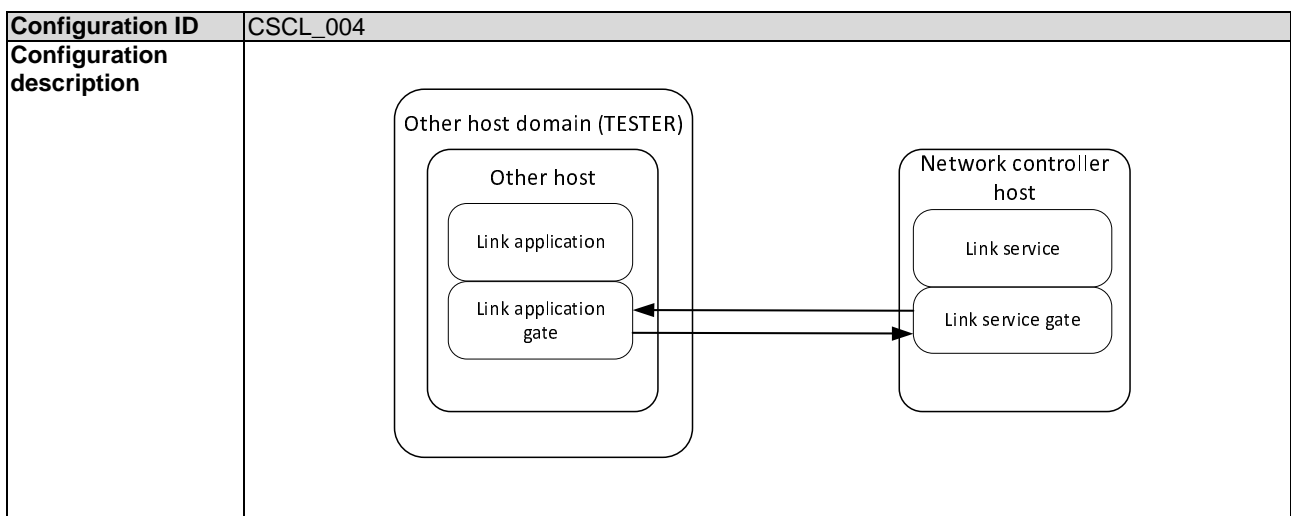 Configuration ID
CSCL_004
Configuration
description
Other host domain (TESTER)
Other host
Link application
Link application
gate
Network controller
host
Link service
Link service gate